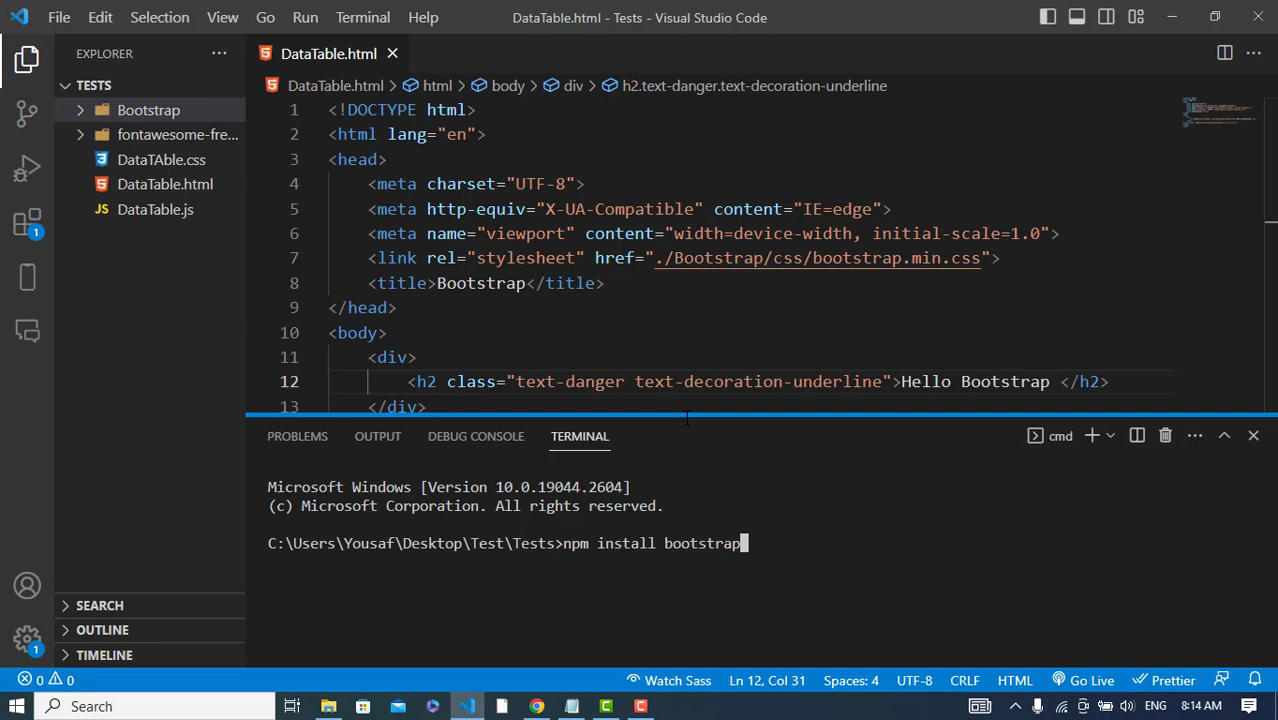 File Edit Selection View Go Run Terminal Help DataTable.html - Tests - Visual Studio Code
EXPLORER
TESTS
Bootstrap
fontawesome-fre...
DataTAble.css
DataTable.html
JS DataTable.js
SEARCH
OUTLINE
TIMELINE
1
1
DataTable.html
DataTable.html > html > body > div > h2.text-danger.text-decoration-underline
1 <!DOCTYPE html>
2 <html lang="en">
3 <head>
4 <meta charset="UTF-8">
5 <meta http-equiv="X-UA-Compatible" content="IE=edge">
6 <meta name="viewport" content="width=device-width, initial-scale=1.0">
7 <link rel="stylesheet" href="./Bootstrap/css/bootstrap.min.css">
8 <title>Bootstrap</title>
9 </head>
10 <body>
11 <div>
12 <h2 class="text-danger text-decoration-underline">Hello Bootstrap </h2>
13 </div>
PROBLEMS OUTPUT DEBUG CONSOLE TERMINAL cmd
Microsoft Windows [Version 10.0.19044.2604]
(c) Microsoft Corporation. All rights reserved.
C:\Users\Yousaf\Desktop\Test\Tests>npm install bootstrap
0 0 Watch Sass Ln 12, Col 31 Spaces: 4 UTF-8 CRLF HTML Go Live Prettier
Search ENG 8:14 AM